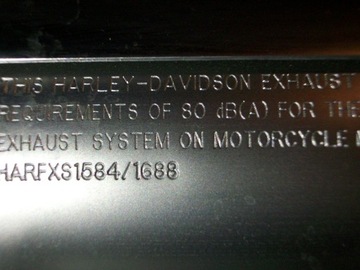 THIS HARLEY-DAVIDSON EXHAUST
REQUIREMENTS OF 80 dB(A) FOR THE
EXHAUST SYSTEM ON MOTORCYCLE
HARFXS1584/1688